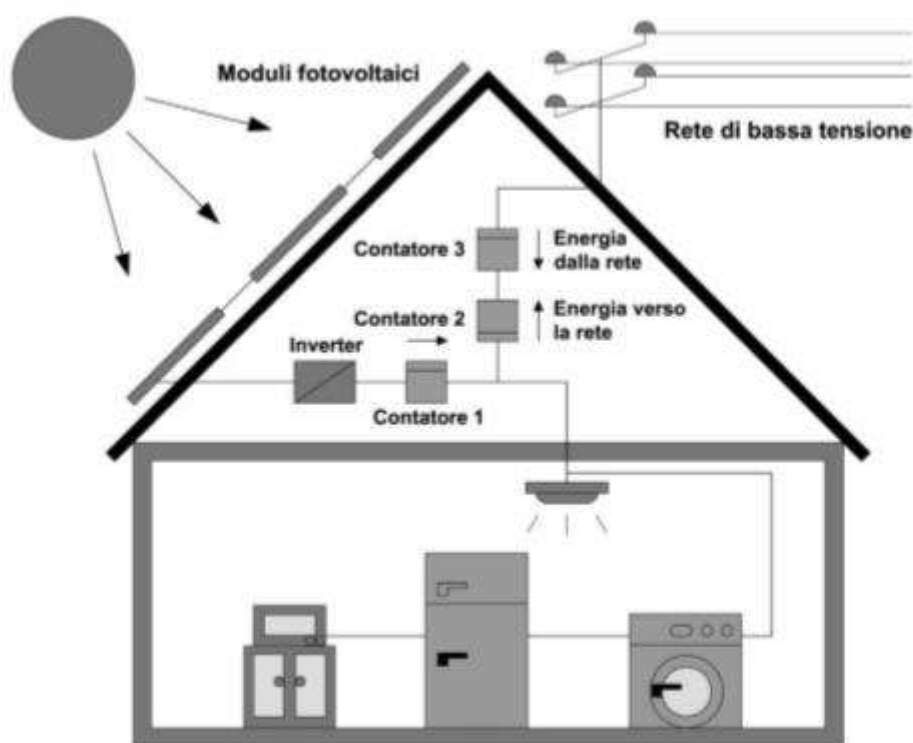 Moduli fotovoltaici
Rete di bassa tensione
Contatore 3
Energia
dalla rete
Contatore 2
Energia verso
la rete
Inverter
Contatore 1